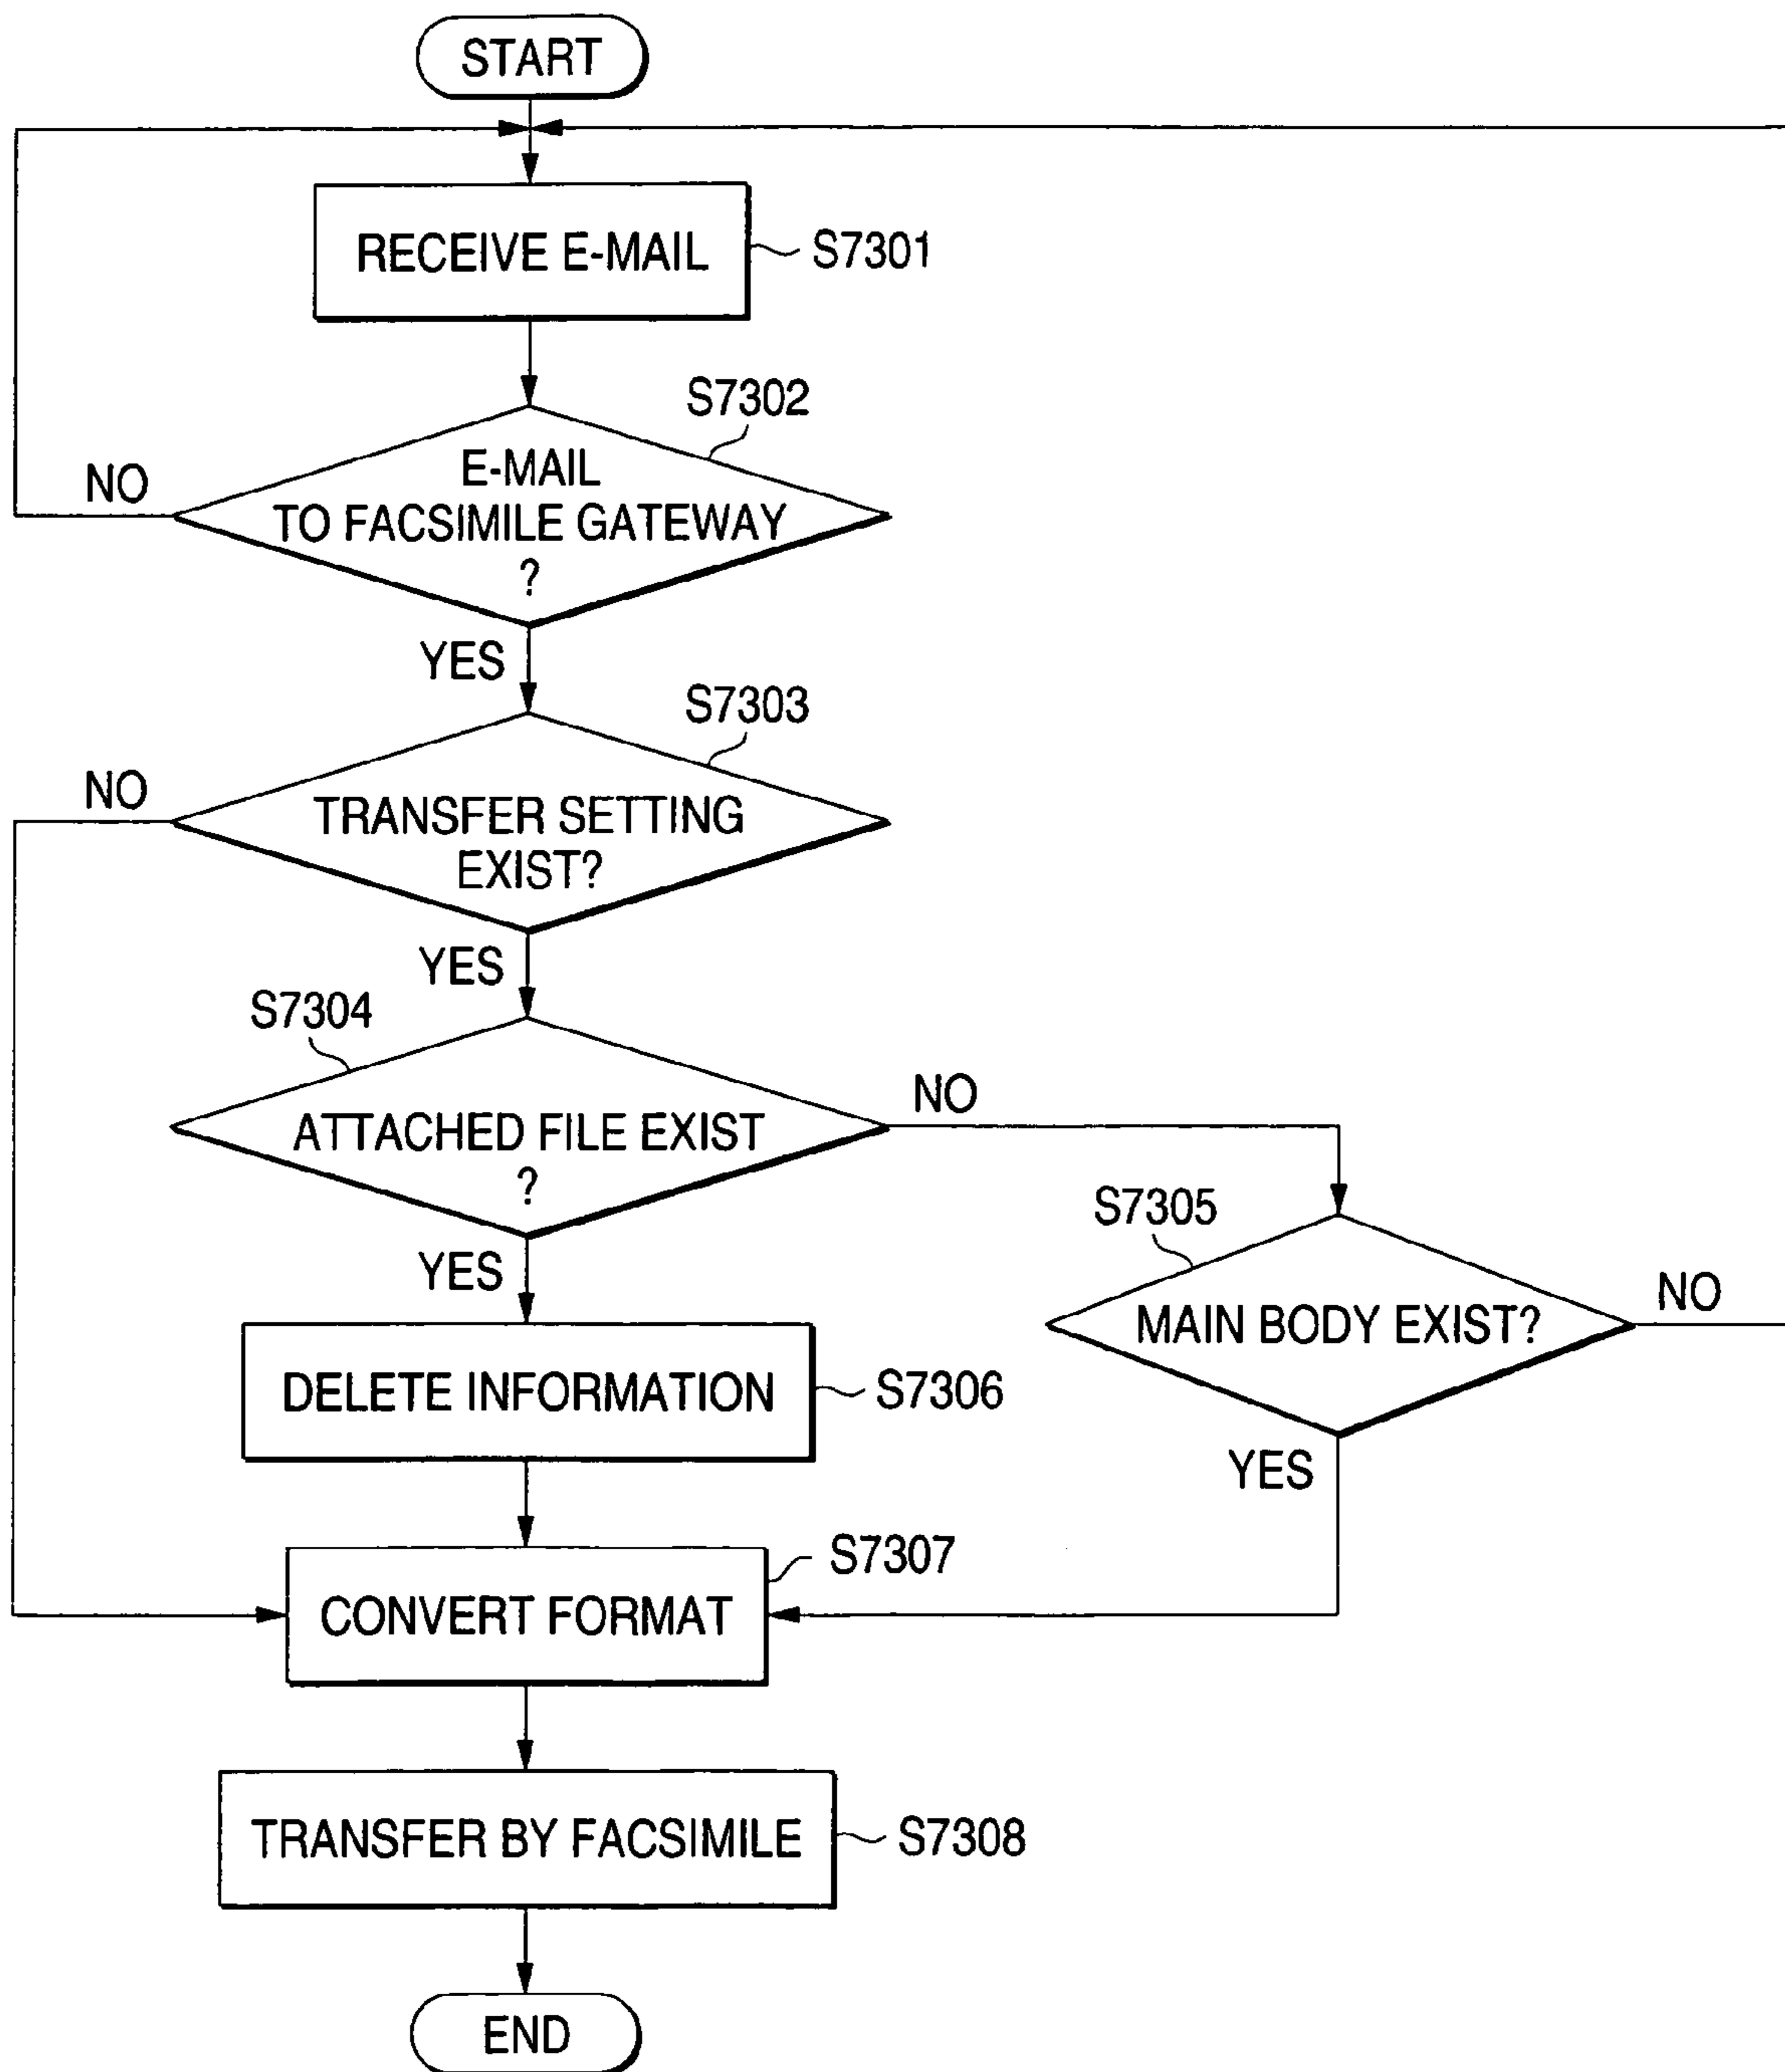 START
RECEIVE E-MAIL
S7301
S7302
E-MAIL
TO FACSIMILE GATEWAY
?
NO
YES
S7303
TRANSFER SETTING
EXIST?
NO
YES
S7304
ATTACHED FILE EXIST
?
NO
YES
S7305
MAIN BODY EXIST?
NO
YES
DELETE INFORMATION
S7306
CONVERT FORMAT
S7307
TRANSFER BY FACSIMILE
S7308
END